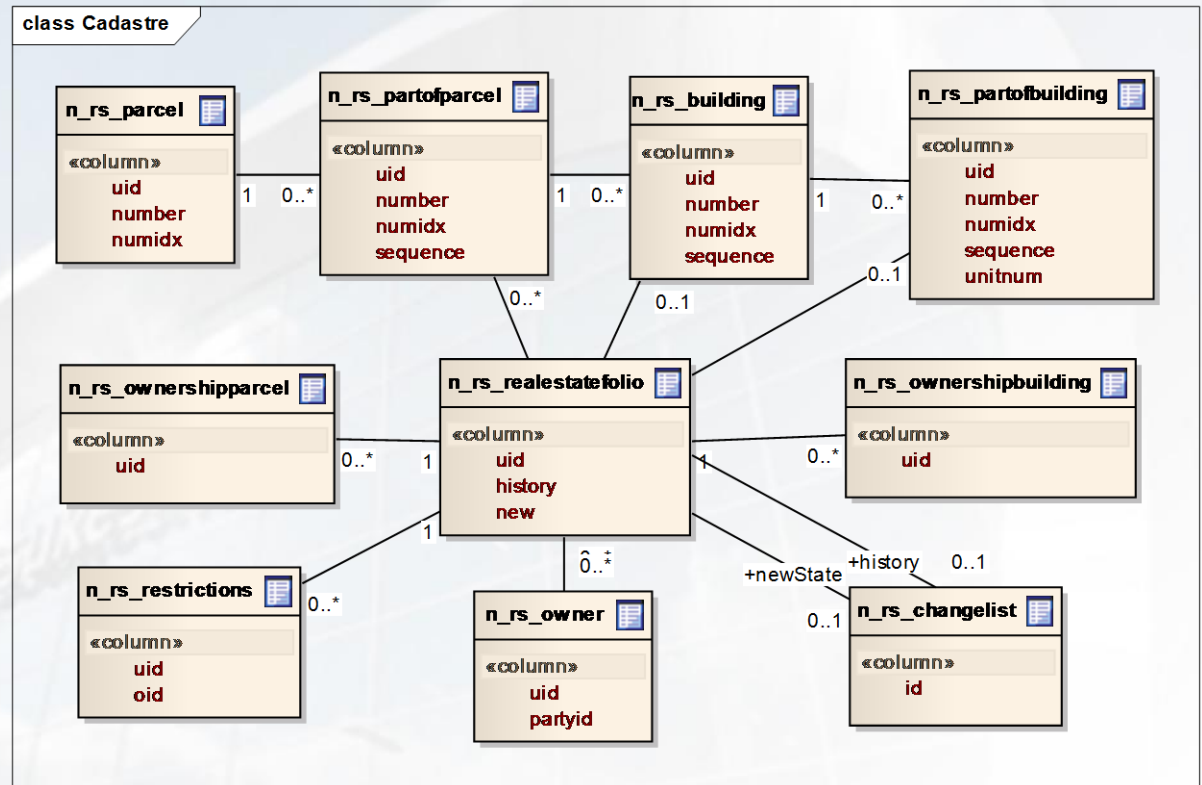 class Cadastre
n_rs_parcel
«column»
uid
number
numidx
n_rs_partofparcel
«column»
uid
number
numidx
sequence
n_rs_building
«column»
uid
number
numidx
sequence
n_rs_partofbuilding
«column»
uid
number
numidx
sequence
unitnum
1
0..*
1
0..*
1
0..*
0..*
0..1
0..1
n_rs_ownershipparcel
«column»
uid
n_rs_realestatefolio
«column»
uid
history
new
n_rs_ownershipbuilding
«column»
uid
0..*
1
1
0..*
1
0..*
0..*
+newState
0..1
+history
0..1
n_rs_restrictions
«column»
uid
oid
n_rs_owner
«column»
uid
partyid
n_rs_changelist
«column»
id